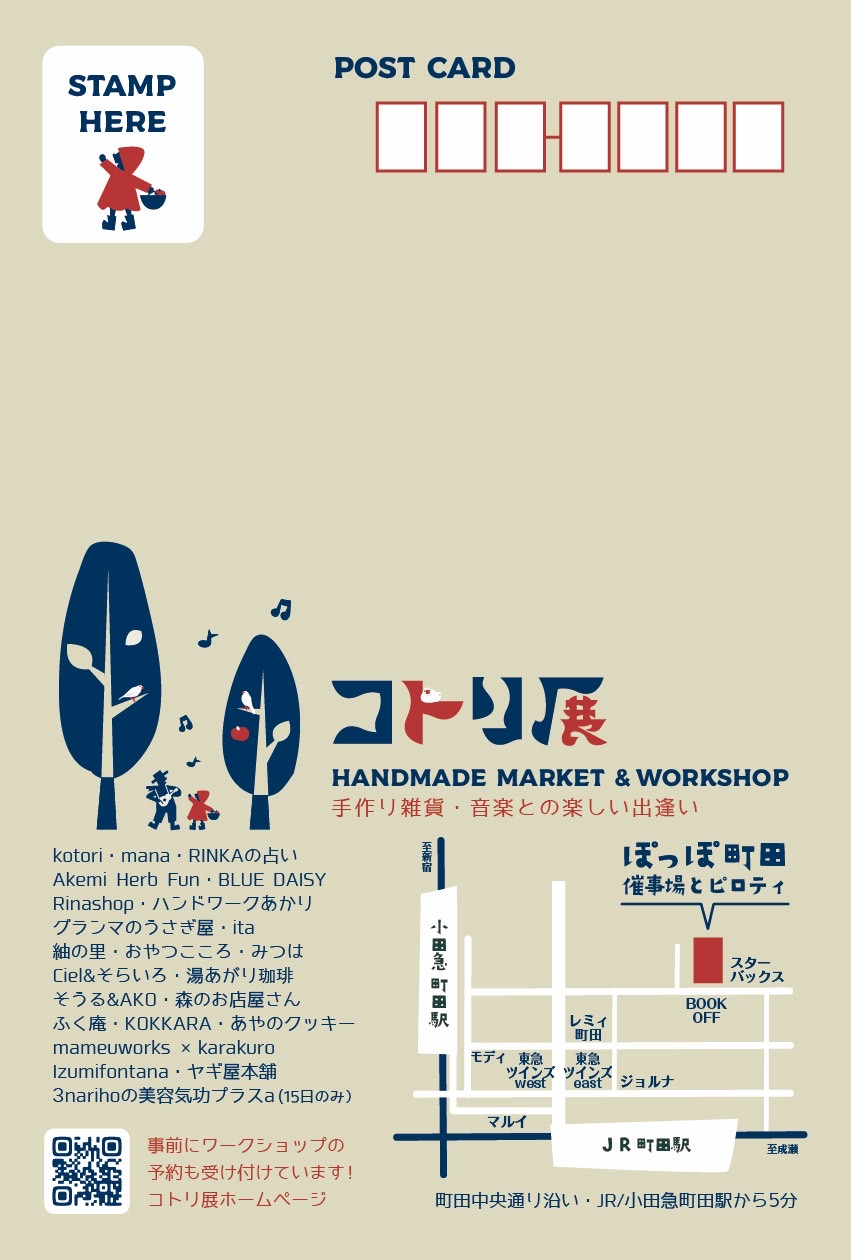 STAMP
HERE
POST CARD
コトリ展
HANDMADE MARKET & WORKSHOP
手作り雑貨・音楽との楽しい出逢い
kotori・mana・RINKAの占い
Akemi Herb Fun・BLUE DAISY
Rinashop・ハンドワークあかり
グランマのうさぎ屋・ita
紬の里・おやつこころ・みつは
Ciel&そらいろ・湯あがり珈琲
そうる&AKO・森のお店屋さん
ふく庵・KOKKARA・あやのクッキー
mameuworks × karakuro
Izumifontana・ヤギ屋本舗
3narihoの美容気功プラスa(15日のみ)
事前にワークショップの
予約も受け付けています!
コトリ展ホームページ
至新宿
小田急町田駅
ぽっぽ町田
催事場とピロティ
スター
バックス
BOOK
OFF
レミィ
町田
モディ
東急
ツインズ
west
東急
ツインズ
east
ジョルナ
マルイ
JR町田駅
至成瀬
町田中央通り沿い・JR/小田急町田駅から5分